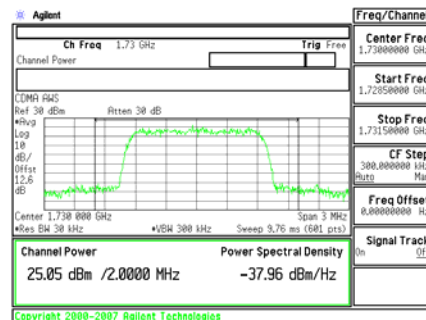 Agilent
Freq/Channel
Ch Freq 1.73 GHz Trig Free
Channel Power
Center Freq
1.73000000 GHz
Start Freq
1.72850000 GHz
Stop Freq
1.73150000 GHz
CF Step
300.000000 kHz
Auto Man
Freq Offset
0.00000000 Hz
Signal Track
On Off
CDMA AWS
Ref 30 dBm Atten 30 dB
#Avg
Log
10
dB/
Offst
12.6
dB
Center 1.730 000 GHz Span 3 MHz
#Res BW 30 kHz #VBW 300 kHz Sweep 9.76 ms (601 pts)
Channel Power Power Spectral Density
25.05 dBm /2.0000 MHz -37.96 dBm/Hz
Copyright 2000-2007 Agilent Technologies